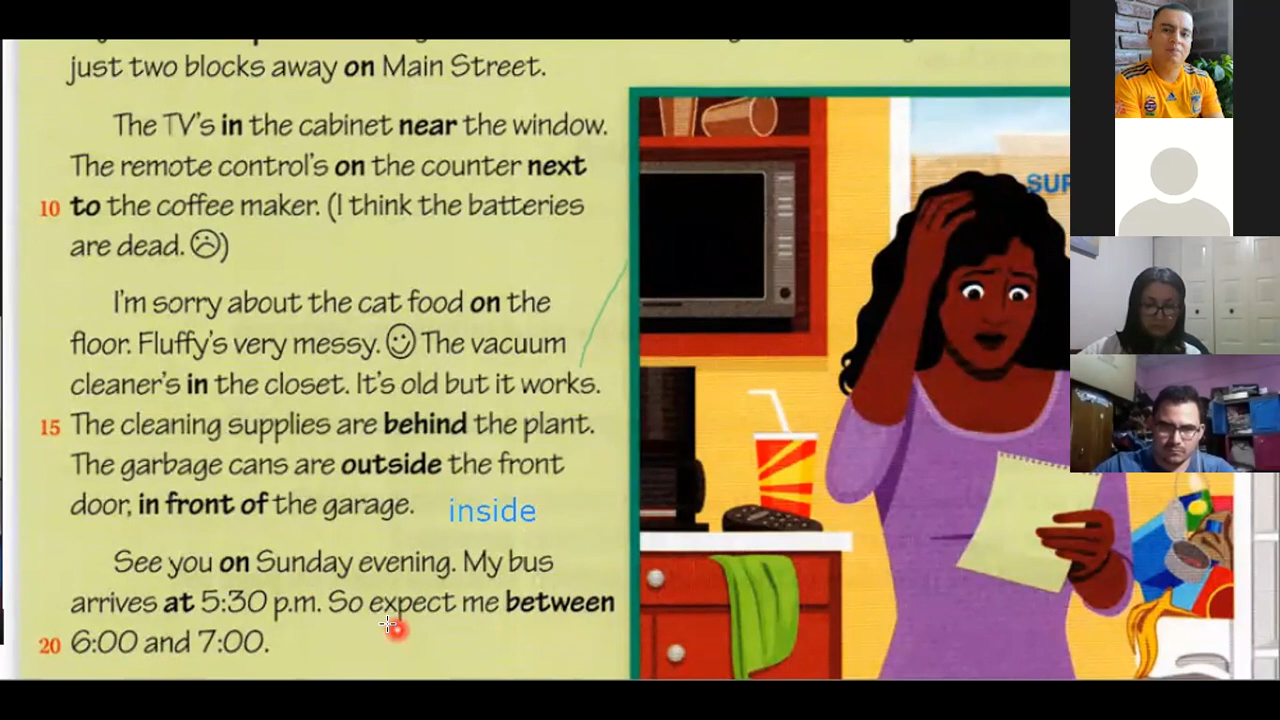 just two blocks away on Main Street.
The TV's in the cabinet near the window.
The remote control's on the counter next
10 to the coffee maker. (I think the batteries
are dead. ☹)
I'm sorry about the cat food on the
floor. Fluffy's very messy. ☺ The vacuum
cleaner's in the closet. It's old but it works.
15 The cleaning supplies are behind the plant.
The garbage cans are outside the front
door, in front of the garage.
inside
See you on Sunday evening. My bus
arrives at 5:30 p.m. So expect me between
20 6:00 and 7:00.